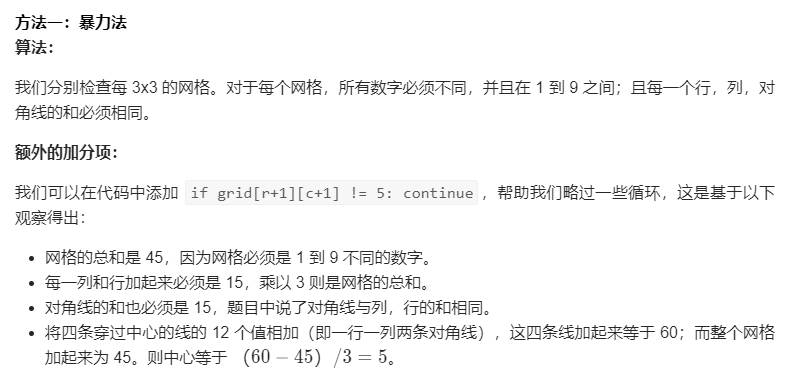 方法一：暴力法
算法：
我们分别检查每 3x3 的网格。对于每个网格，所有数字必须不同，并且在 1 到 9 之间；且每一个行，列，对
角线的和必须相同。
额外的加分项：
我们可以在代码中添加 if grid[r+1][c+1] != 5: continue ，帮助我们略过一些循环，这是基于以下
观察得出：
• 网格的总和是 45，因为网格必须是 1 到 9 不同的数字。
• 每一列和行加起来必须是 15，乘以 3 则是网格的总和。
• 对角线的和也必须是 15，题目中说了对角线与列，行的和相同。
• 将四条穿过中心的线的 12 个值相加（即一行一列两条对角线），这四条线加起来等于 60；而整个网格
加起来为 45。则中心等于 （60 − 45）/3 = 5。